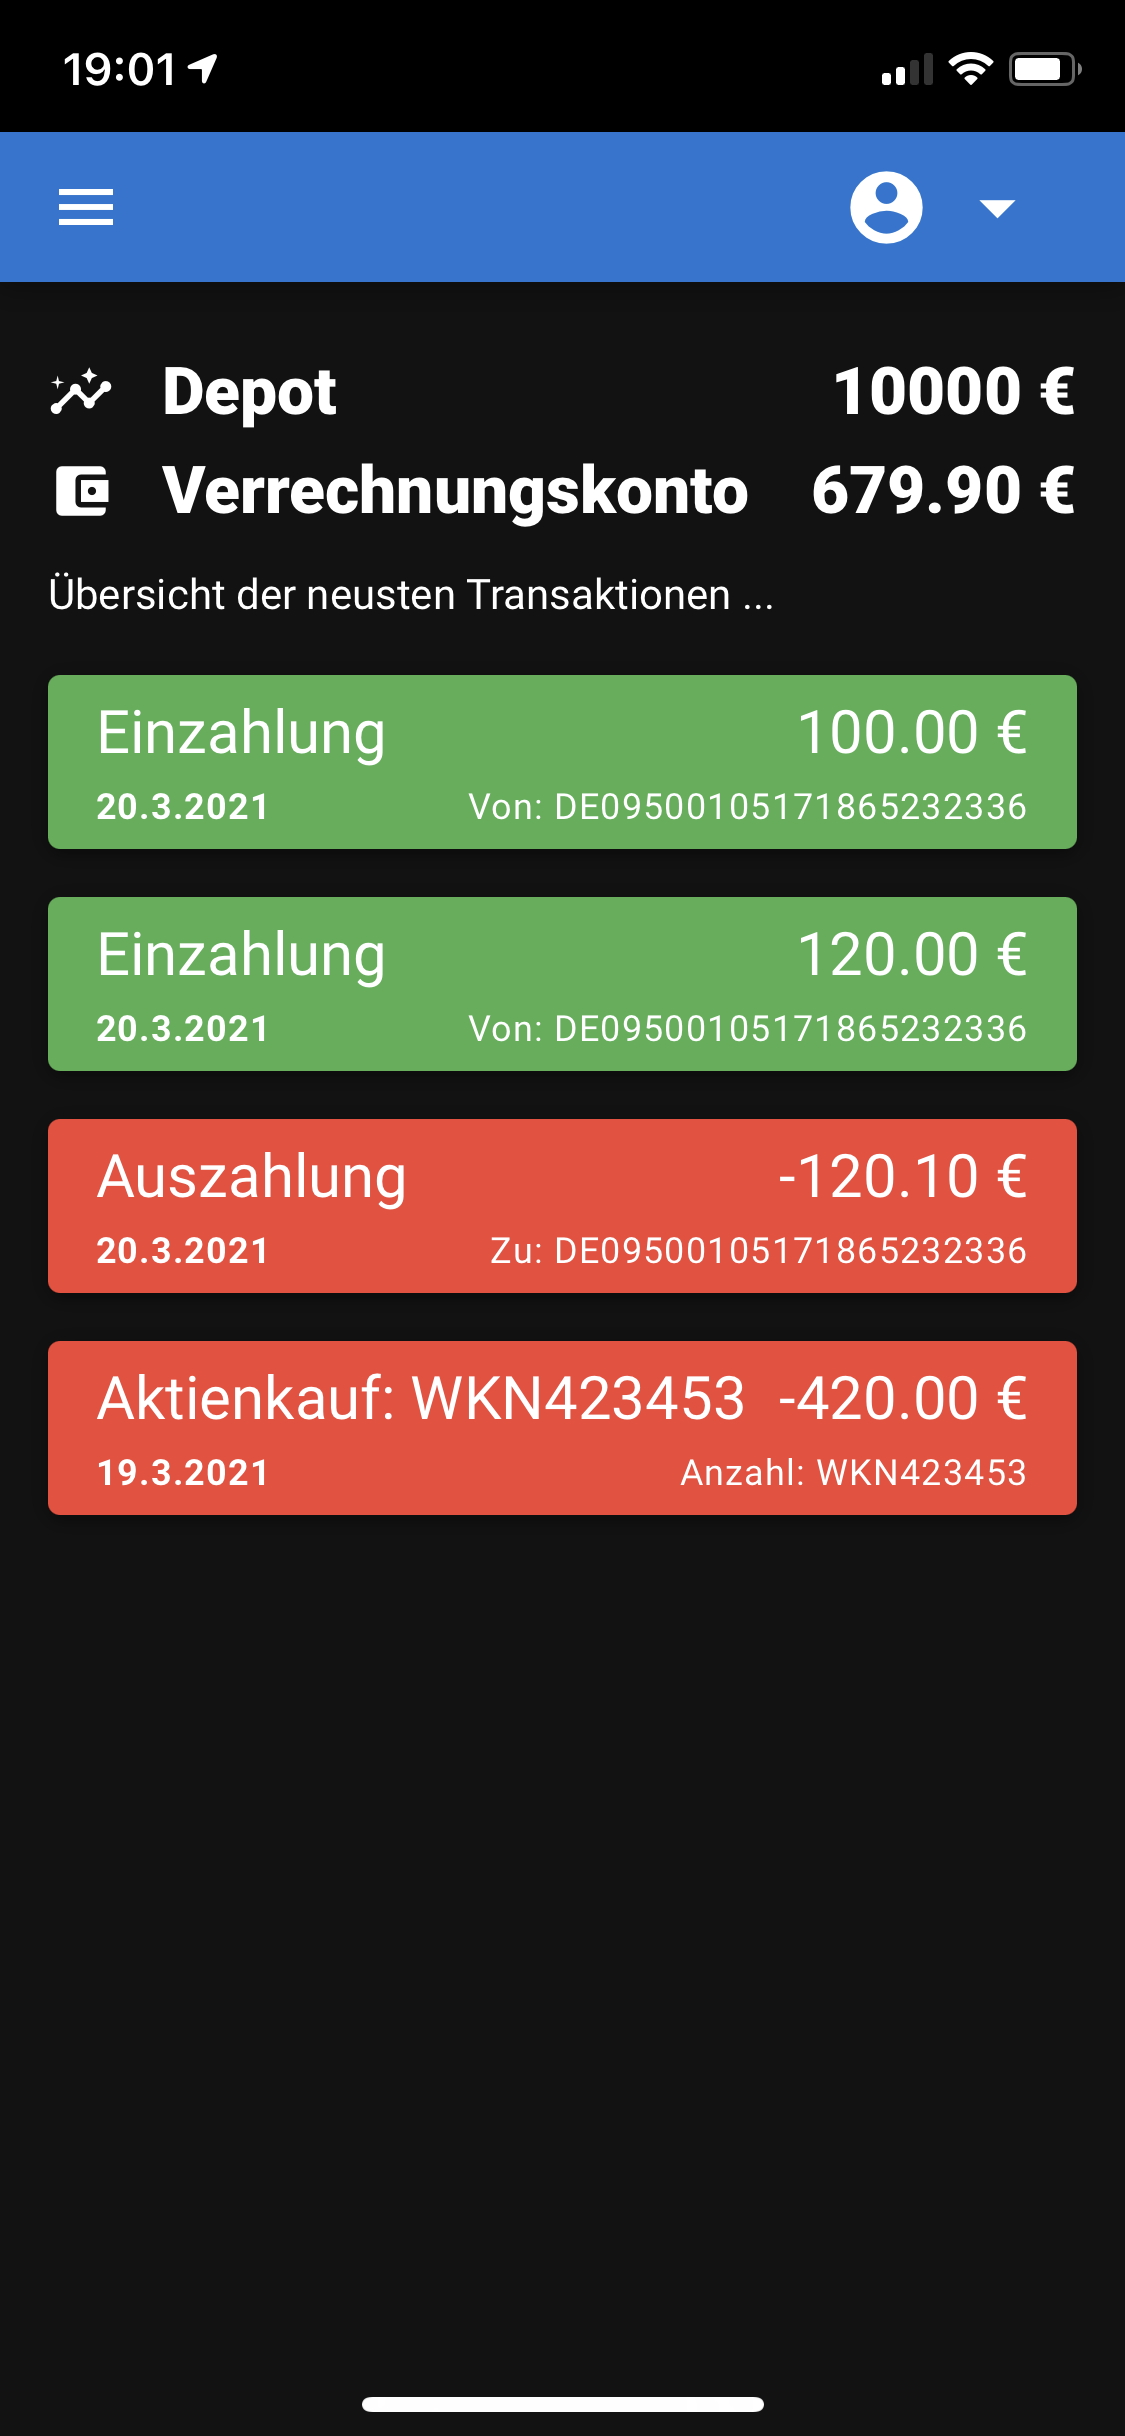 19:01
Depot 10000 €
Verrechnungskonto 679.90 €
Übersicht der neusten Transaktionen ...
Einzahlung 100.00 €
20.3.2021 Von: DE09500105171865232336
Einzahlung 120.00 €
20.3.2021 Von: DE09500105171865232336
Auszahlung -120.10 €
20.3.2021 Zu: DE09500105171865232336
Aktienkauf: WKN423453 -420.00 €
19.3.2021 Anzahl: WKN423453